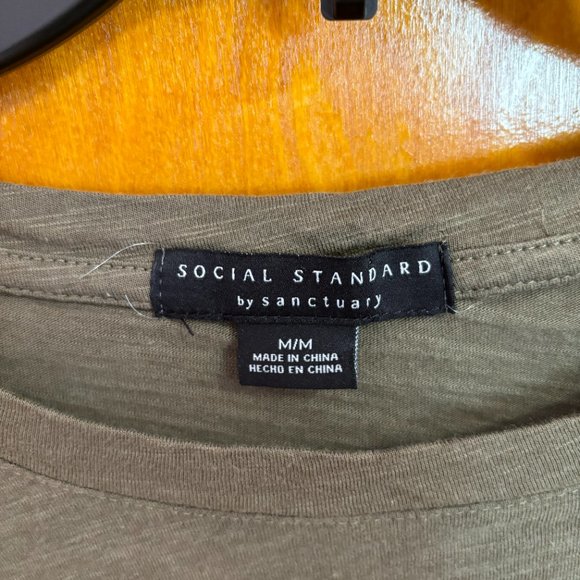 SOCIAL STANDARD
by sanctuary
M/M
MADE IN CHINA
HECHO EN CHINA